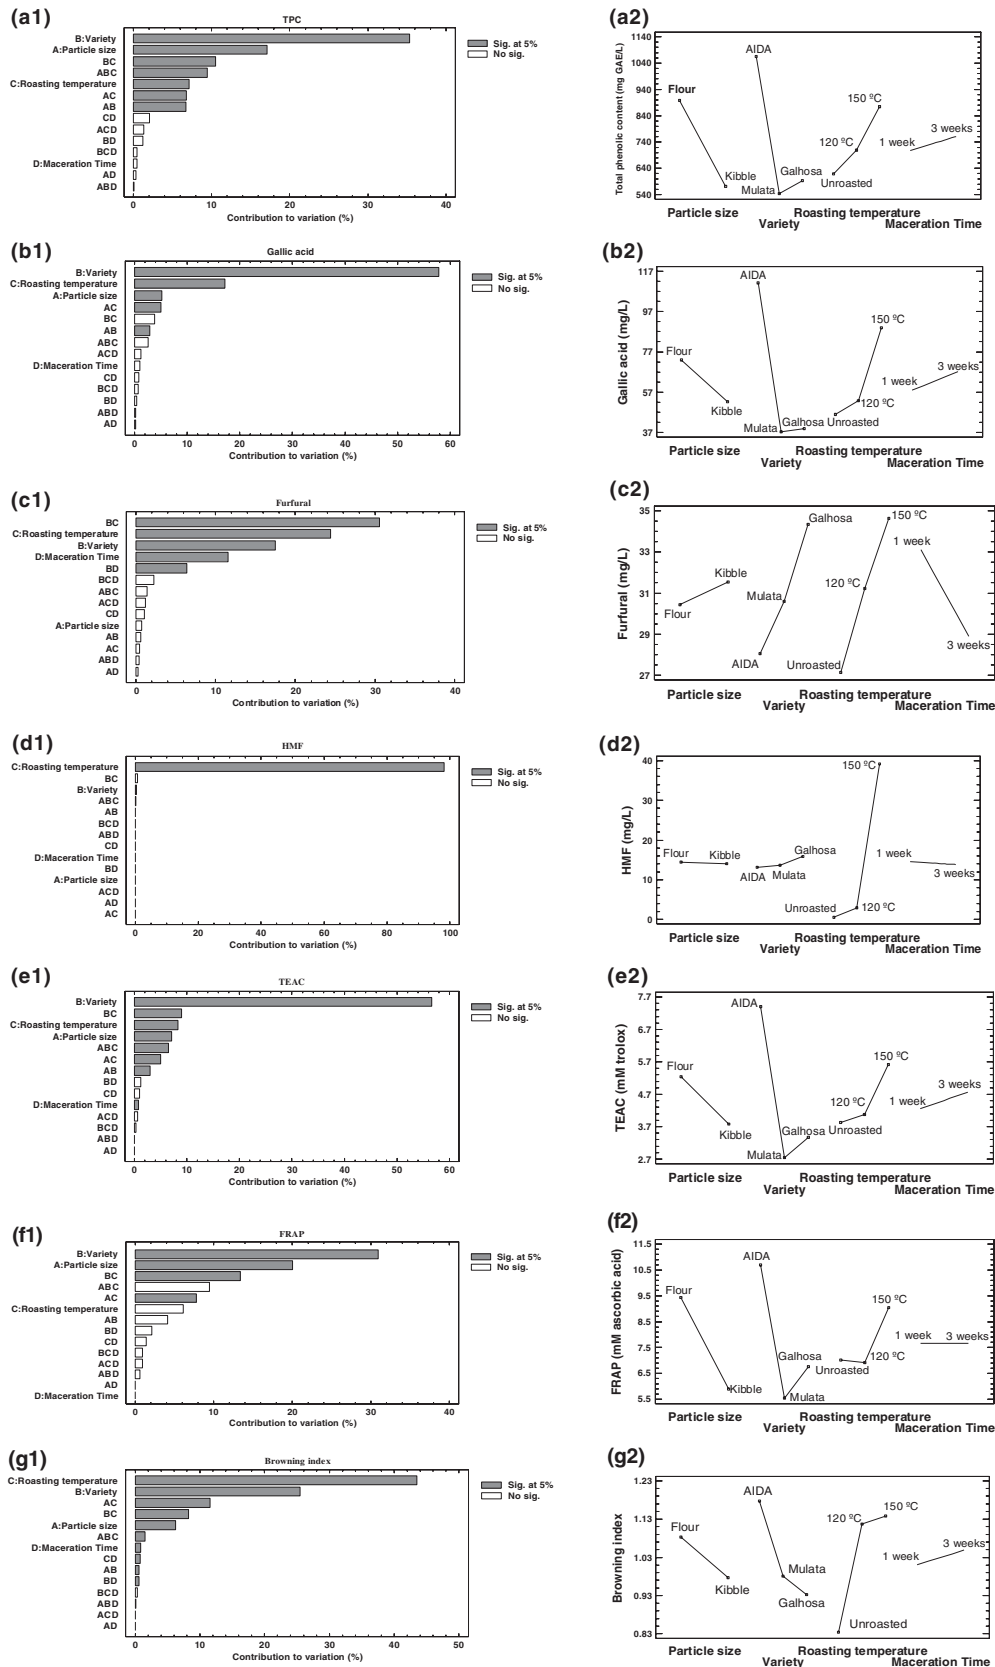 (a1)
TPC
B:Variety
A:Particle size
BC
ABC
C:Roasting temperature
AC
AB
CD
ACD
BD
BCD
D:Maceration Time
AD
ABD
0 10 20 30 40
Contribution to variation (%)
Sig. at 5%
No sig.
(a2)
Total phenolic content (mg GAE/L)
1140
1040
940
840
740
640
540
Flour
Kibble
AIDA
Mulata
Galhosa
Unroasted
120 ºC
150 ºC
1 week
3 weeks
Particle size
Variety
Roasting temperature
Maceration Time
(b1)
Gallic acid
B:Variety
C:Roasting temperature
A:Particle size
AC
BC
AB
ABC
ACD
D:Maceration Time
CD
BCD
BD
ABD
AD
0 10 20 30 40 50 60
Contribution to variation (%)
Sig. at 5%
No sig.
(b2)
Gallic acid (mg/L)
117
97
77
57
37
Flour
Kibble
AIDA
Mulata
Galhosa
Unroasted
120 ºC
150 ºC
1 week
3 weeks
Particle size
Variety
Roasting temperature
Maceration Time
(c1)
Furfural
BC
C:Roasting temperature
B:Variety
D:Maceration Time
BD
BCD
ABC
ACD
CD
A:Particle size
AB
AC
ABD
AD
0 10 20 30 40
Contribution to variation (%)
Sig. at 5%
No sig.
(c2)
Furfural (mg/L)
35
33
31
29
27
Flour
Kibble
AIDA
Mulata
Galhosa
Unroasted
120 ºC
150 ºC
1 week
3 weeks
Particle size
Variety
Roasting temperature
Maceration Time
(d1)
HMF
C:Roasting temperature
BC
B:Variety
ABC
AB
BCD
ABD
CD
D:Maceration Time
BD
A:Particle size
ACD
AD
AC
0 20 40 60 80 100
Contribution to variation (%)
Sig. at 5%
No sig.
(d2)
HMF (mg/L)
40
30
20
10
0
Flour
Kibble
AIDA
Mulata
Galhosa
Unroasted
120 ºC
150 ºC
1 week
3 weeks
Particle size
Variety
Roasting temperature
Maceration Time
(e1)
TEAC
B:Variety
BC
C:Roasting temperature
A:Particle size
ABC
AC
AB
BD
CD
D:Maceration Time
ACD
BCD
ABD
AD
0 10 20 30 40 50 60
Contribution to variation (%)
Sig. at 5%
No sig.
(e2)
TEAC (mM trolox)
7.7
6.7
5.7
4.7
3.7
2.7
Flour
Kibble
AIDA
Mulata
Galhosa
Unroasted
120 ºC
150 ºC
1 week
3 weeks
Particle size
Variety
Roasting temperature
Maceration Time
(f1)
FRAP
B:Variety
A:Particle size
BC
ABC
AC
C:Roasting temperature
AB
BD
CD
BCD
ACD
ABD
AD
D:Maceration Time
0 10 20 30 40
Contribution to variation (%)
Sig. at 5%
No sig.
(f2)
FRAP (mM ascorbic acid)
11.5
10.5
9.5
8.5
7.5
6.5
5.5
Flour
Kibble
AIDA
Mulata
Galhosa
Unroasted
120 ºC
150 ºC
1 week
3 weeks
Particle size
Variety
Roasting temperature
Maceration Time
(g1)
Browning index
C:Roasting temperature
B:Variety
AC
BC
A:Particle size
ABC
D:Maceration Time
CD
AB
BD
BCD
ABD
ACD
AD
0 10 20 30 40 50
Contribution to variation (%)
Sig. at 5%
No sig.
(g2)
Browning index
1.23
1.13
1.03
0.93
0.83
Flour
Kibble
AIDA
Mulata
Galhosa
Unroasted
120 ºC
150 ºC
1 week
3 weeks
Particle size
Variety
Roasting temperature
Maceration Time